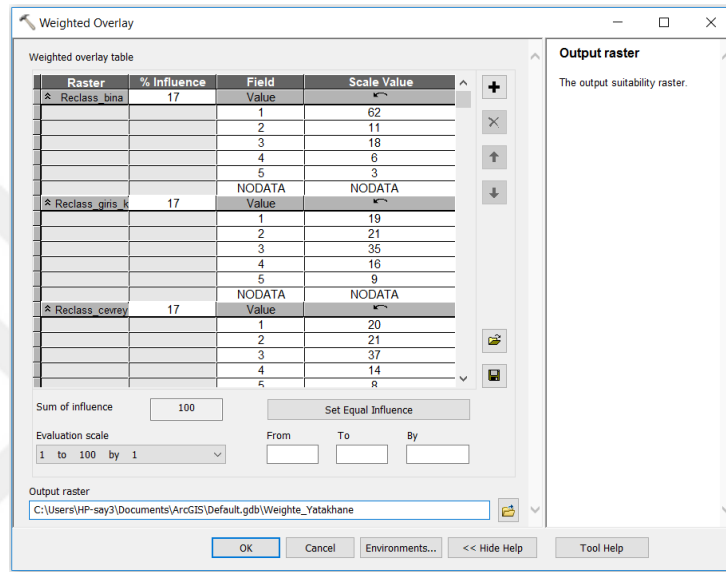 Weighted Overlay
Weighted overlay table
Raster % Influence Field Scale Value
Reclass_bina 17 Value
1 62
2 11
3 18
4 6
5 3
NODATA NODATA
Reclass_giris_k 17 Value
1 19
2 21
3 35
4 16
5 9
NODATA NODATA
Reclass_cevrey 17 Value
1 20
2 21
3 37
4 14
5 8
Sum of influence 100 Set Equal Influence
Evaluation scale From To By
1 to 100 by 1
Output raster
C:\Users\HP-say3\Documents\ArcGIS\Default.gdb\Weighte_Yatakhane
OK Cancel Environments... << Hide Help Tool Help
Output raster
The output suitability raster.